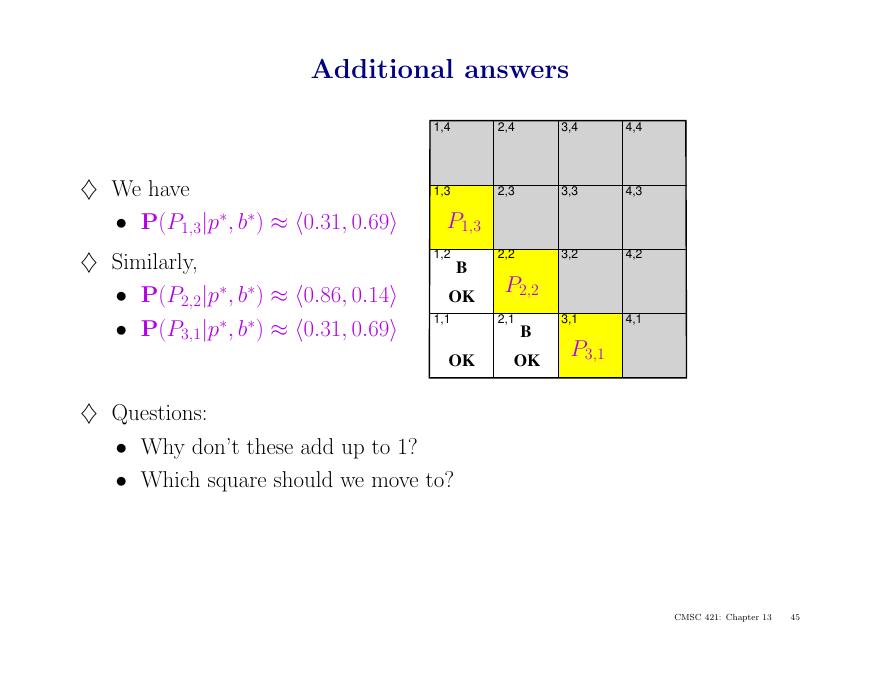 Additional answers
♢ We have
• P(P1,3|p*, b*) ≈ ⟨0.31, 0.69⟩
♢ Similarly,
• P(P2,2|p*, b*) ≈ ⟨0.86, 0.14⟩
• P(P3,1|p*, b*) ≈ ⟨0.31, 0.69⟩
1,4 2,4 3,4 4,4
1,3 2,3 3,3 4,3
P1,3
1,2 2,2 3,2 4,2
B
P2,2
OK
1,1 2,1 3,1 4,1
B
P3,1
OK OK
♢ Questions:
• Why don't these add up to 1?
• Which square should we move to?
CMSC 421: Chapter 13 45